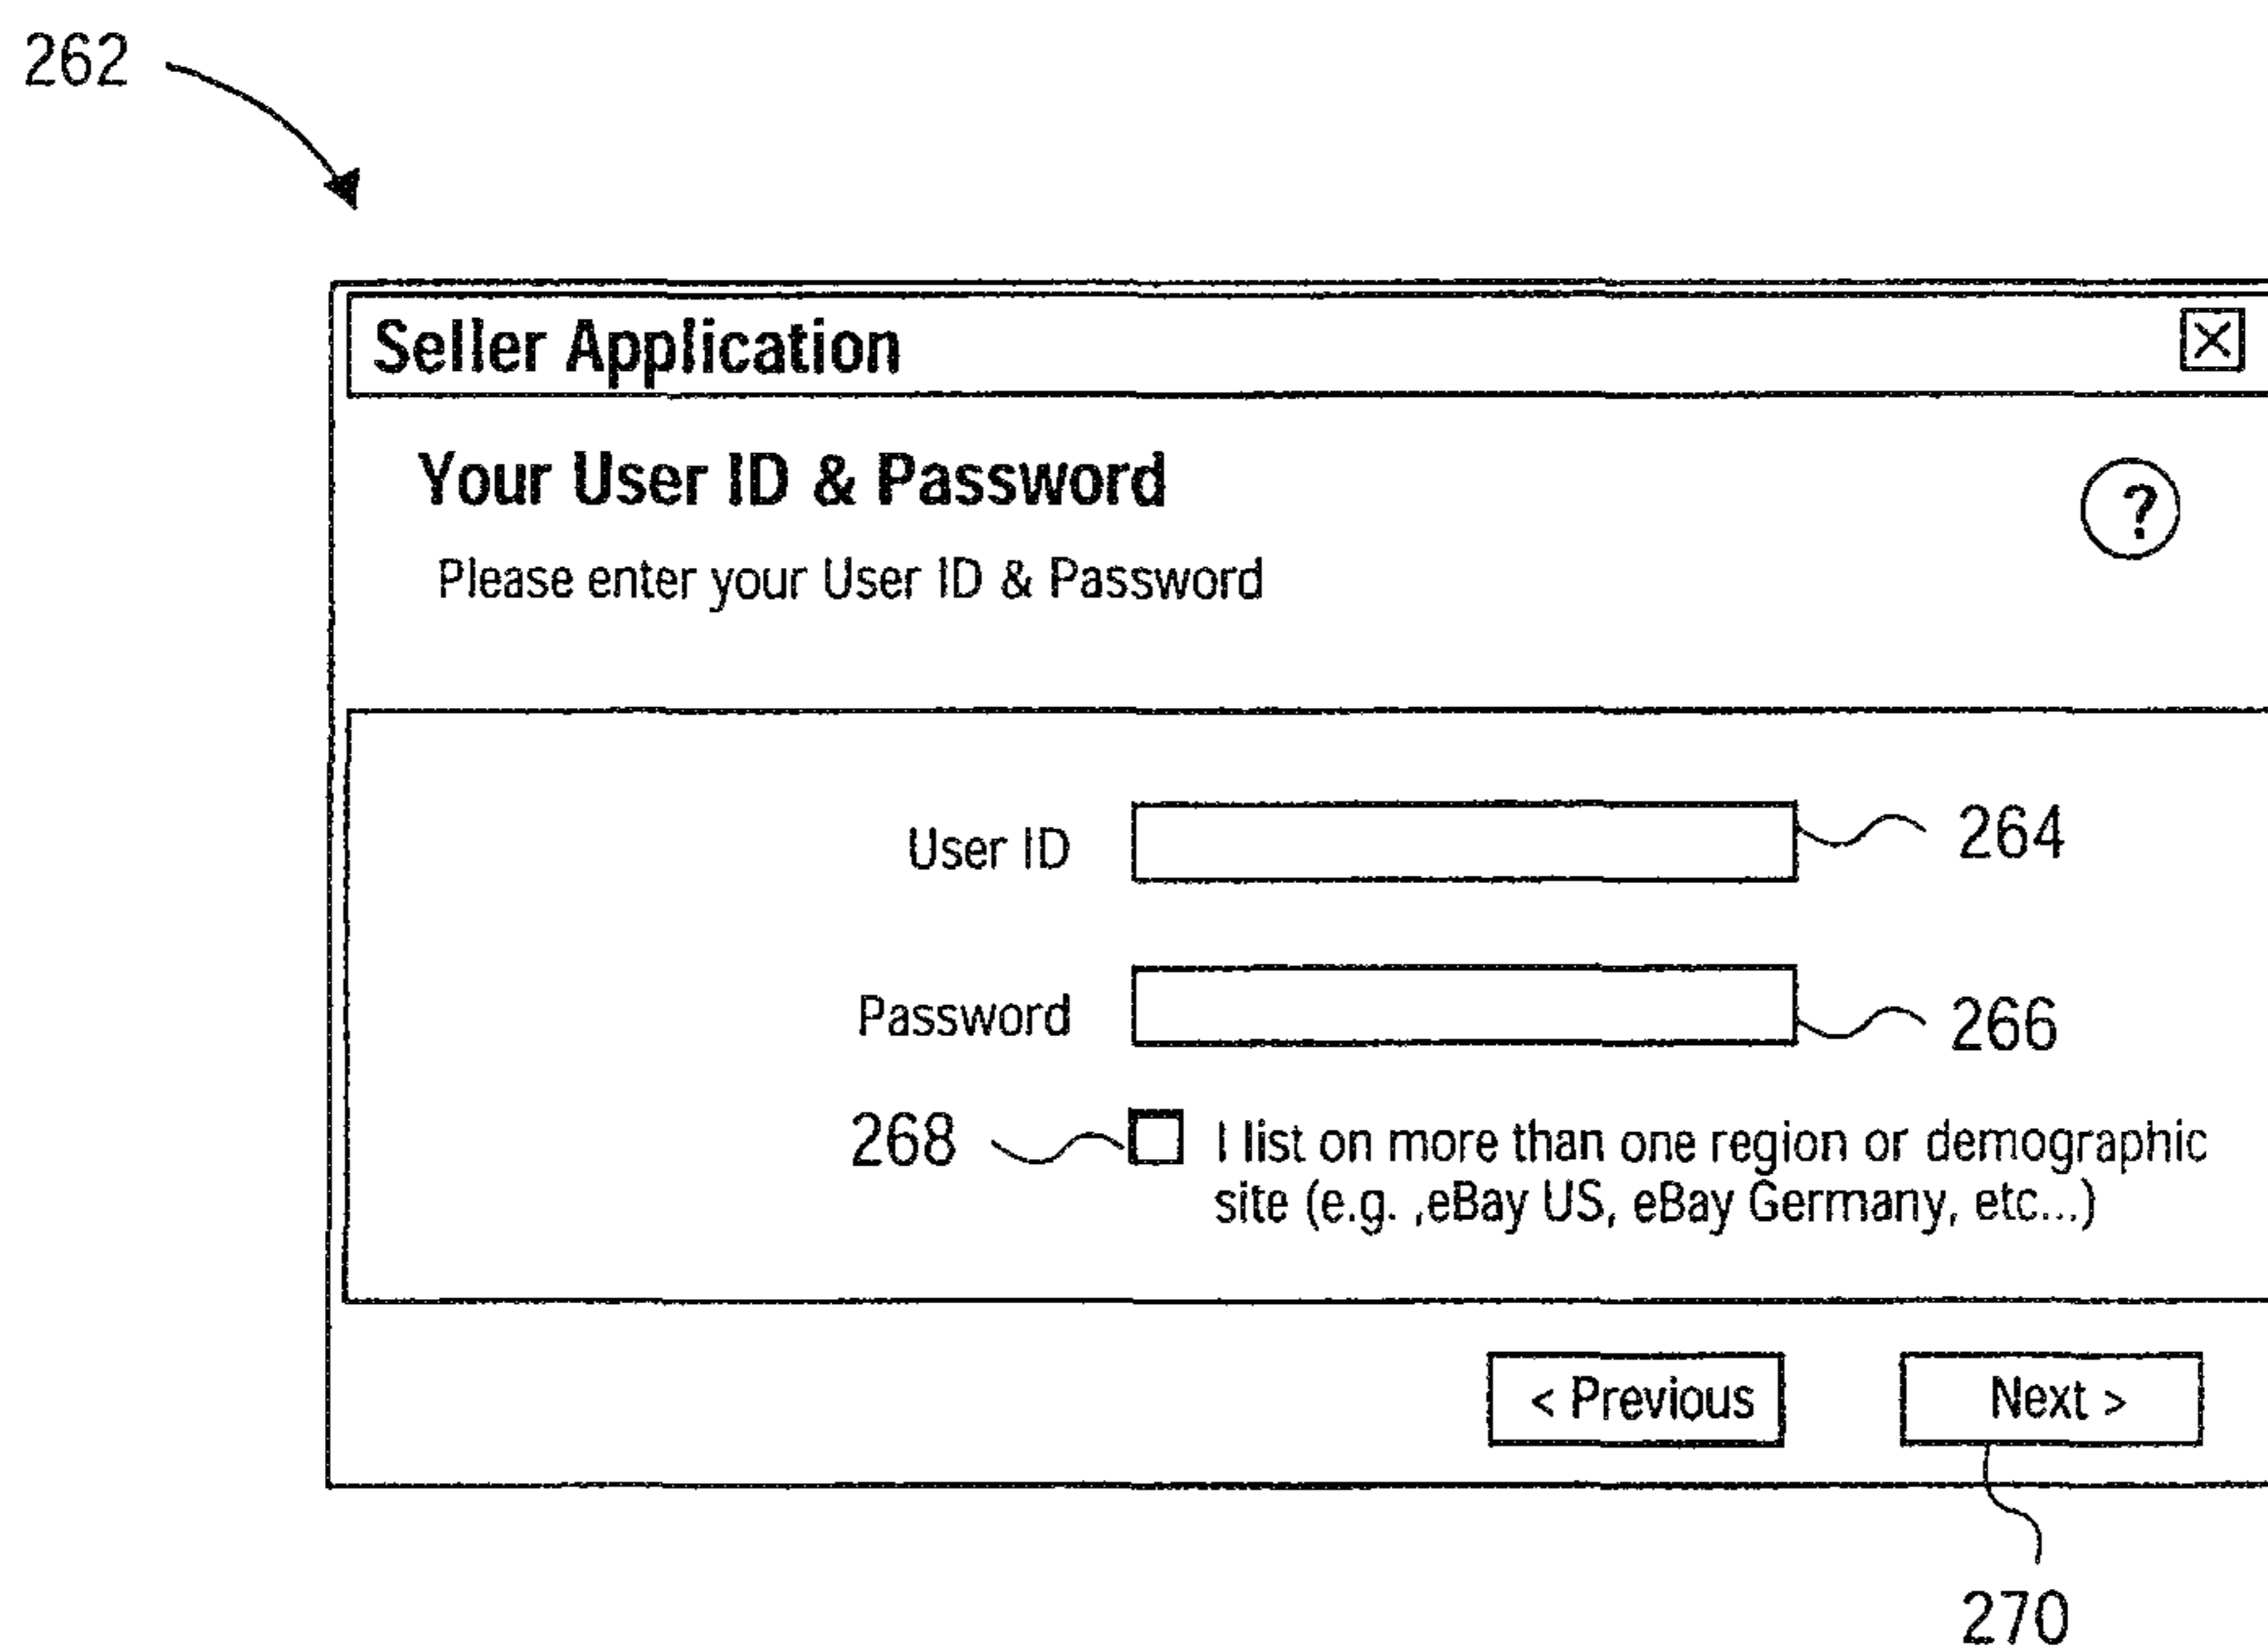 262
Seller Application
Your User ID & Password
?
Please enter your User ID & Password
User ID
264
Password
266
268
I list on more than one region or demographic
site (e.g. ,eBay US, eBay Germany, etc...)
< Previous
Next >
270